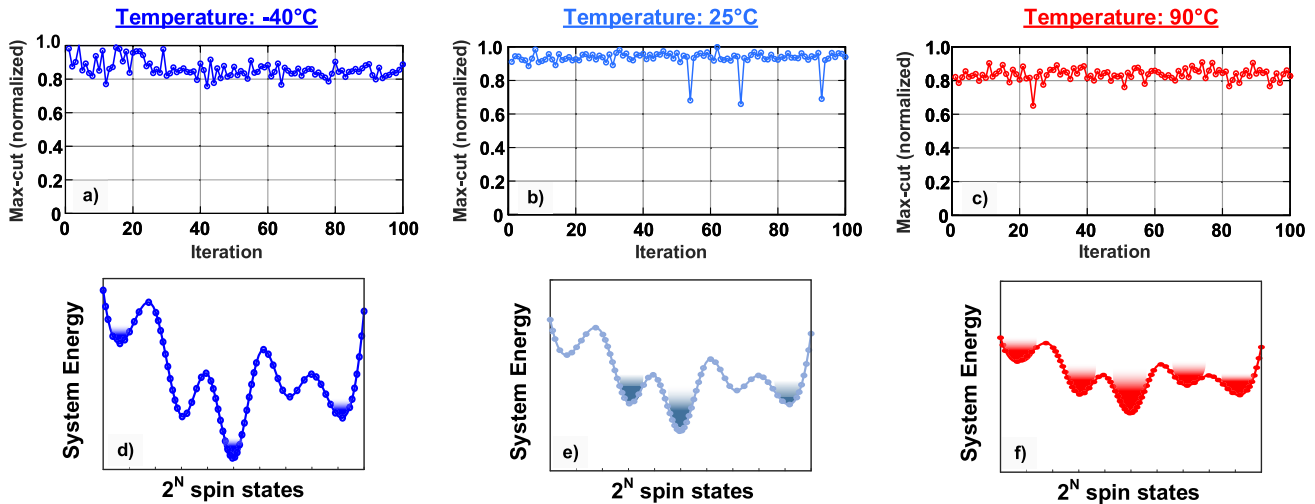 Temperature: -40°C
Temperature: 25°C
Temperature: 90°C
Max-cut (normalized)
1.0
0.8
0.6
0.4
0.2
0
a)
0 20 40 60 80 100
Iteration
Max-cut (normalized)
1.0
0.8
0.6
0.4
0.2
0
b)
0 20 40 60 80 100
Iteration
Max-cut (normalized)
1.0
0.8
0.6
0.4
0.2
0
c)
0 20 40 60 80 100
Iteration
System Energy
d)
2ᴺ spin states
System Energy
e)
2ᴺ spin states
System Energy
f)
2ᴺ spin states